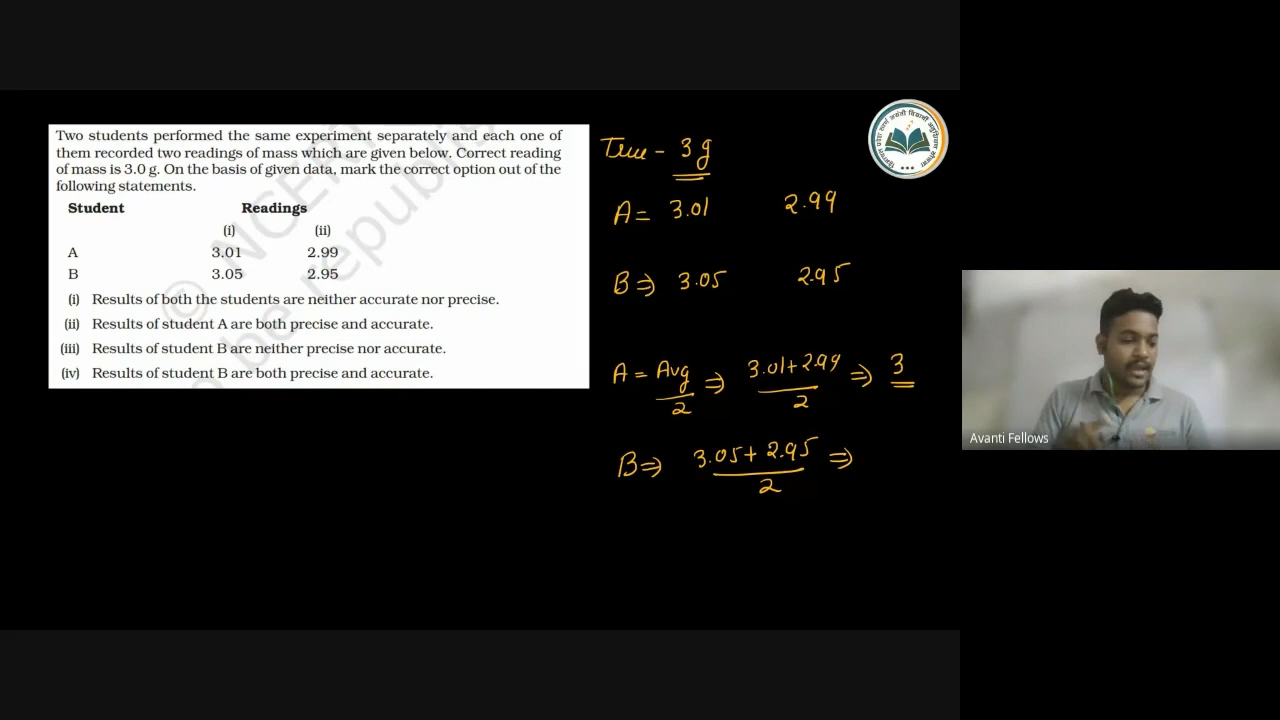 Two students performed the same experiment separately and each one of
them recorded two readings of mass which are given below. Correct reading
of mass is 3.0 g. On the basis of given data, mark the correct option out of the
following statements.
Student Readings
(i) (ii)
A 3.01 2.99
B 3.05 2.95
(i) Results of both the students are neither accurate nor precise.
(ii) Results of student A are both precise and accurate.
(iii) Results of student B are neither precise nor accurate.
(iv) Results of student B are both precise and accurate.
True - 3 g
A = 3.01 2.99
B ⇒ 3.05 2.95
A = Avg/2 ⇒ 3.01+2.99/2 ⇒ 3
B ⇒ 3.05+2.95/2 ⇒
Avanti Fellows